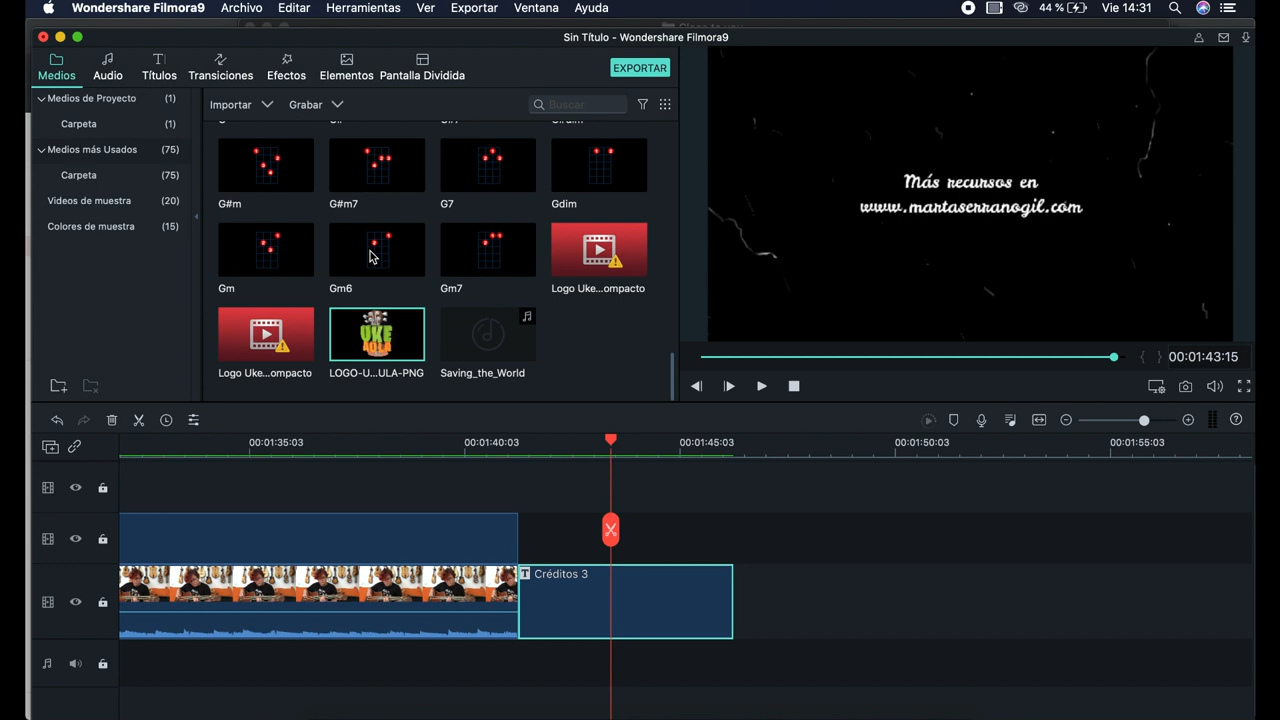 Wondershare Filmora9 Archivo Editar Herramientas Ver Exportar Ventana Ayuda 44 % Vie 14:31
Sin Título - Wondershare Filmora9
Medios Audio Títulos Transiciones Efectos Elementos Pantalla Dividida EXPORTAR
Medios de Proyecto (1)
Carpeta (1)
Medios más Usados (75)
Carpeta (75)
Videos de muestra (20)
Colores de muestra (15)
Importar Grabar Buscar
G#m G#m7 G7 Gdim
Gm Gm6 Gm7 Logo Uke...ompacto
UKE
AULA
Logo Uke...ompacto LOGO-U...ULA-PNG Saving_the_World
Más recursos en
www.martaserranogil.com
00:01:43:15
00:01:35:03 00:01:40:03 00:01:45:03 00:01:50:03 00:01:55:03
T Créditos 3